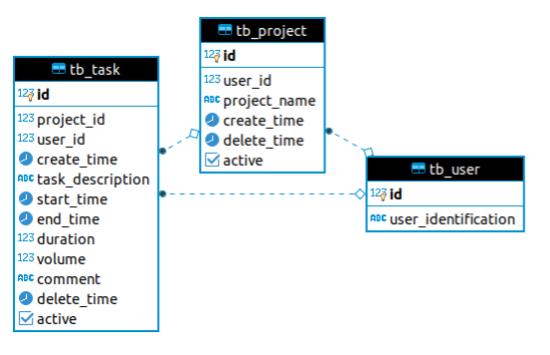 tb_project
123 id
123 user_id
ABC project_name
create_time
delete_time
active
tb_task
123 id
123 project_id
123 user_id
create_time
ABC task_description
start_time
end_time
123 duration
123 volume
ABC comment
delete_time
active
tb_user
123 id
ABC user_identification